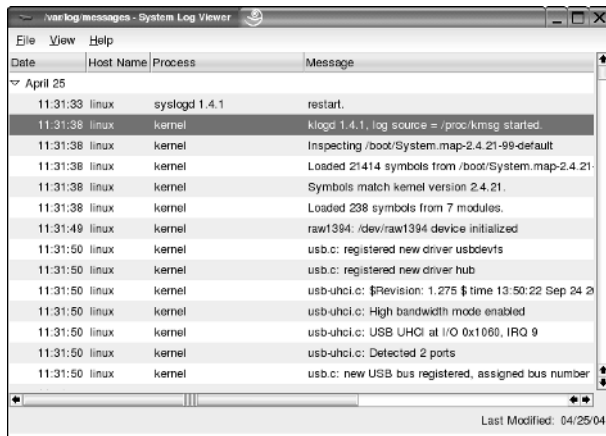 /var/log/messages - System Log Viewer
File View Help
Date Host Name Process Message
April 25
11:31:33 linux syslogd 1.4.1 restart.
11:31:38 linux kernel klogd 1.4.1, log source = /proc/kmsg started.
11:31:38 linux kernel Inspecting /boot/System.map-2.4.21-99-default
11:31:38 linux kernel Loaded 21414 symbols from /boot/System.map-2.4.21-
11:31:38 linux kernel Symbols match kernel version 2.4.21.
11:31:38 linux kernel Loaded 238 symbols from 7 modules.
11:31:49 linux kernel raw1394: /dev/raw1394 device initialized
11:31:50 linux kernel usb.c: registered new driver usbdevfs
11:31:50 linux kernel usb.c: registered new driver hub
11:31:50 linux kernel usb-uhci.c: $Revision: 1.275 $ time 13:50:22 Sep 24 2
11:31:50 linux kernel usb-uhci.c: High bandwidth mode enabled
11:31:50 linux kernel usb-uhci.c: USB UHCI at I/O 0x1060, IRQ 9
11:31:50 linux kernel usb-uhci.c: Detected 2 ports
11:31:50 linux kernel usb.c: new USB bus registered, assigned bus number
Last Modified: 04/25/04